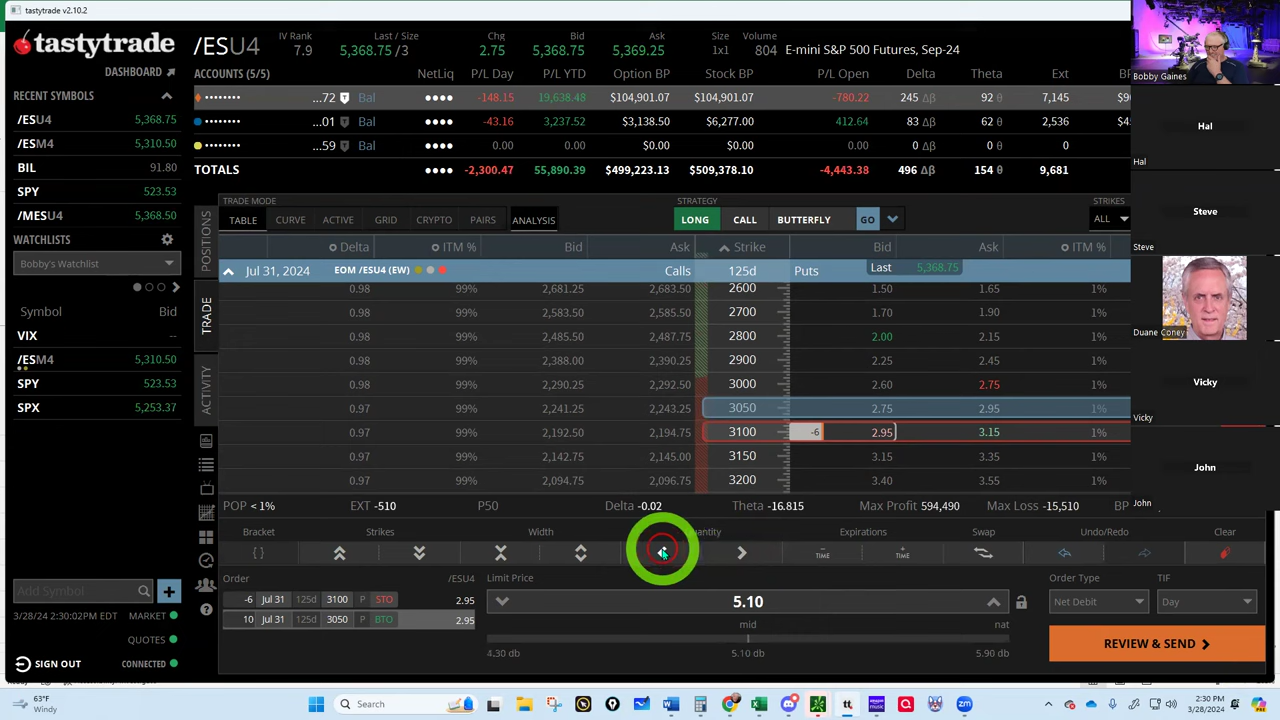 tastytrade v2.10.2
tastytrade
DASHBOARD
/ESU4
IV Rank
7.9
Last / Size
5,368.75 /3
Chg
2.75
Bid
5,368.75
Ask
5,369.25
Size
1x1
Volume
804
E-mini S&P 500 Futures, Sep-24
ACCOUNTS (5/5)
NetLiq
P/L Day
P/L YTD
Option BP
Stock BP
P/L Open
Delta
Theta
Ext
...72
Bal
••••
-148.15
19,638.48
$104,901.07
$104,901.07
-780.22
245 Δβ
92 θ
7,145
...01
Bal
••••
-43.16
3,237.52
$3,138.50
$6,277.00
412.64
83 Δβ
62 θ
2,536
...59
Bal
••••
0.00
0.00
$0.00
$0.00
0.00
0 Δβ
0 θ
0
TOTALS
••••
-2,300.47
55,890.39
$499,223.13
$509,378.10
-4,443.38
496 Δβ
154 θ
9,681
RECENT SYMBOLS
/ESU4 5,368.75
/ESM4 5,310.50
BIL 91.80
SPY 523.53
/MESU4 5,368.50
WATCHLISTS
Bobby's Watchlist
Symbol Bid
VIX --
/ESM4 5,310.50
SPY 523.53
SPX 5,253.37
Add Symbol
3/28/24 2:30:02PM EDT MARKET
QUOTES
SIGN OUT CONNECTED
POSITIONS
TRADE
ACTIVITY
TRADE MODE
TABLE CURVE ACTIVE GRID CRYPTO PAIRS ANALYSIS
STRATEGY
LONG CALL BUTTERFLY GO
STRIKES
ALL
Delta ITM % Bid Ask Strike Bid Ask ITM %
Jul 31, 2024 EOM /ESU4 (EW) Calls 125d Puts Last 5,368.75
0.98 99% 2,681.25 2,683.50 2600 1.50 1.65 1%
0.98 99% 2,583.50 2,585.50 2700 1.70 1.90 1%
0.98 99% 2,485.50 2,487.75 2800 2.00 2.15 1%
0.98 99% 2,388.00 2,390.25 2900 2.25 2.45 1%
0.98 99% 2,290.25 2,292.50 3000 2.60 2.75 1%
0.97 99% 2,241.25 2,243.25 3050 2.75 2.95 1%
0.97 99% 2,192.50 2,194.75 3100 -6 2.95 3.15 1%
0.97 99% 2,142.75 2,145.00 3150 3.15 3.35 1%
0.97 99% 2,094.75 2,096.75 3200 3.40 3.55 1%
POP < 1% EXT -510 P50 Delta -0.02 Theta -16.815 Max Profit 594,490 Max Loss -15,510
Bracket Strikes Width Expirations Swap Undo/Redo Clear
{ }
TIME TIME
Order /ESU4
-6 Jul 31 125d 3100 P STO 2.95
10 Jul 31 125d 3050 P BTO 2.95
Limit Price
5.10
mid nat
4.30 db 5.10 db 5.90 db
Order Type TIF
Net Debit Day
REVIEW & SEND
Bobby Gaines
Hal
Hal
Steve
Steve
Duane Coney
Vicky
Vicky
John
John
63°F
Windy
Search
2:30 PM
3/28/2024